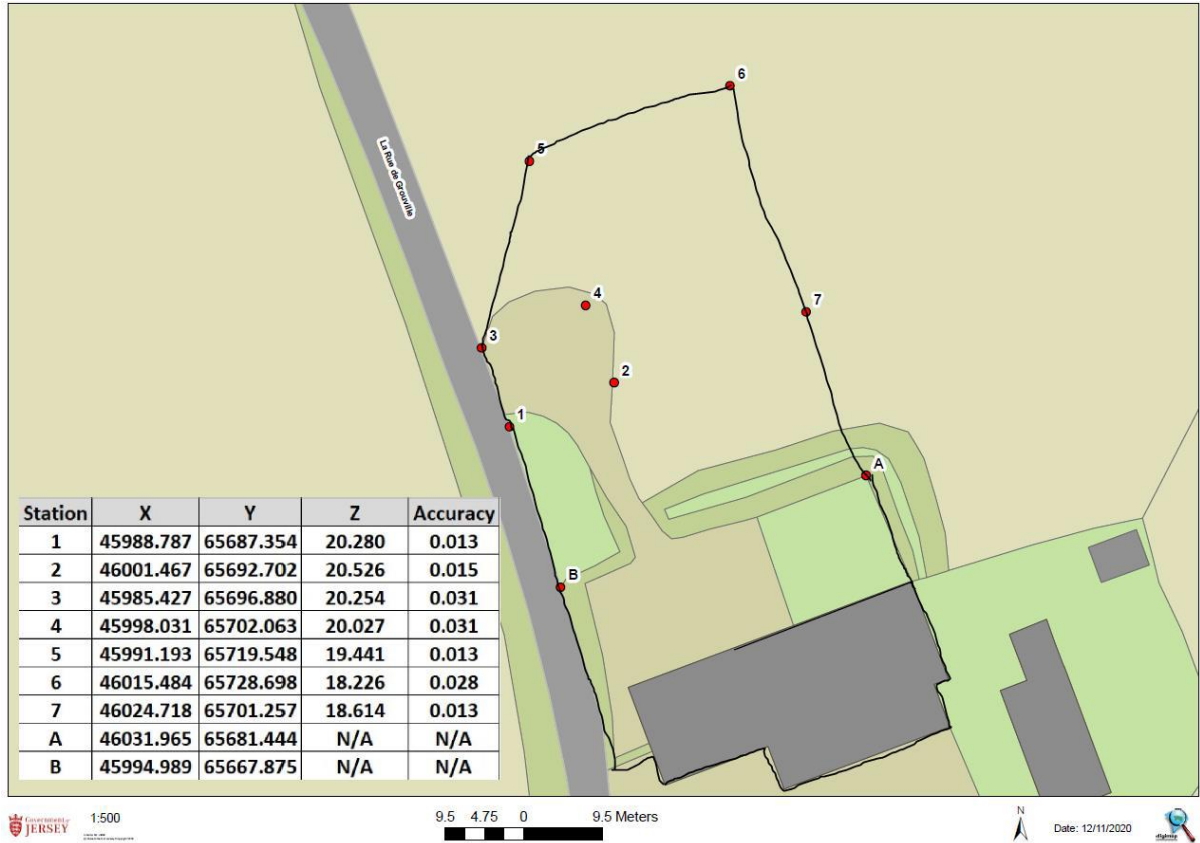 6
La Rue de Grouville
5
4
7
3
2
1
A
B
Station X Y Z Accuracy
1 45988.787 65687.354 20.280 0.013
2 46001.467 65692.702 20.526 0.015
3 45985.427 65696.880 20.254 0.031
4 45998.031 65702.063 20.027 0.031
5 45991.193 65719.548 19.441 0.013
6 46015.484 65728.698 18.226 0.028
7 46024.718 65701.257 18.614 0.013
A 46031.965 65681.444 N/A N/A
B 45994.989 65667.875 N/A N/A
Government of
JERSEY
1:500
9.5 4.75 0 9.5 Meters
N
Date: 12/11/2020
digimap